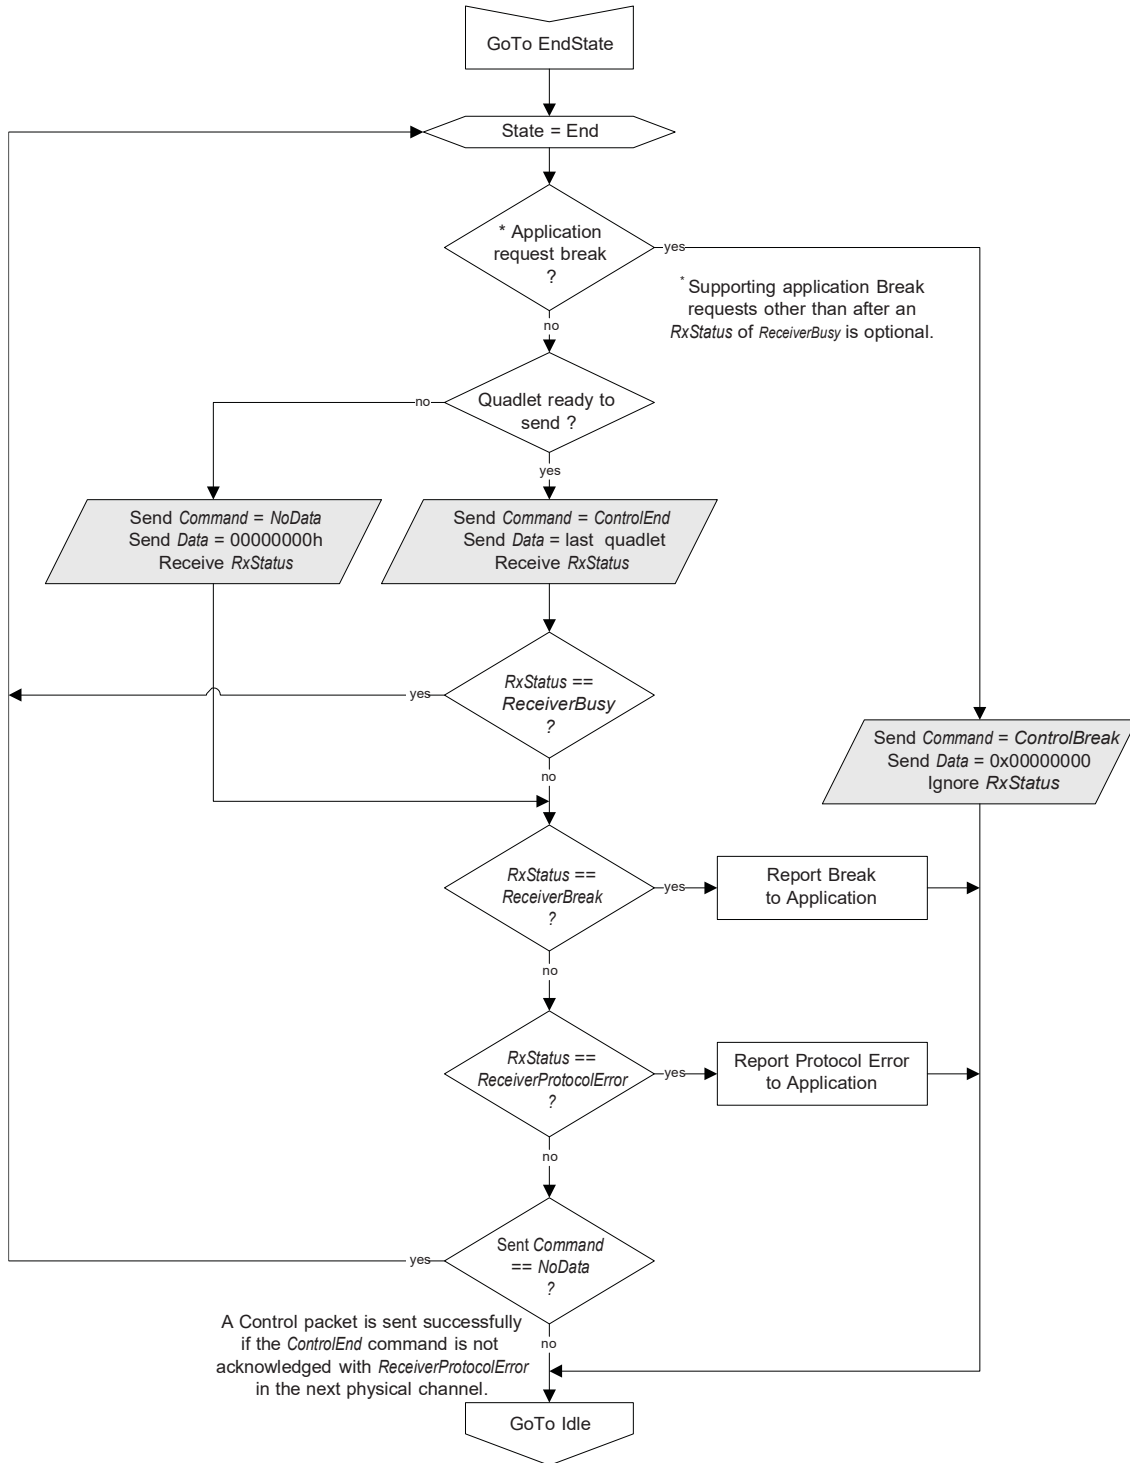 GoTo EndState
State = End
* Application
request break
?
yes
* Supporting application Break
requests other than after an
RxStatus of ReceiverBusy is optional.
no
Quadlet ready to
send ?
no
yes
Send Command = NoData
Send Data = 00000000h
Receive RxStatus
Send Command = ControlEnd
Send Data = last quadlet
Receive RxStatus
RxStatus ==
ReceiverBusy
?
yes
no
Send Command = ControlBreak
Send Data = 0x00000000
Ignore RxStatus
RxStatus ==
ReceiverBreak
?
yes
Report Break
to Application
no
RxStatus ==
ReceiverProtocolError
?
yes
Report Protocol Error
to Application
no
Sent Command
== NoData
?
yes
no
A Control packet is sent successfully
if the ControlEnd command is not
acknowledged with ReceiverProtocolError
in the next physical channel.
GoTo Idle